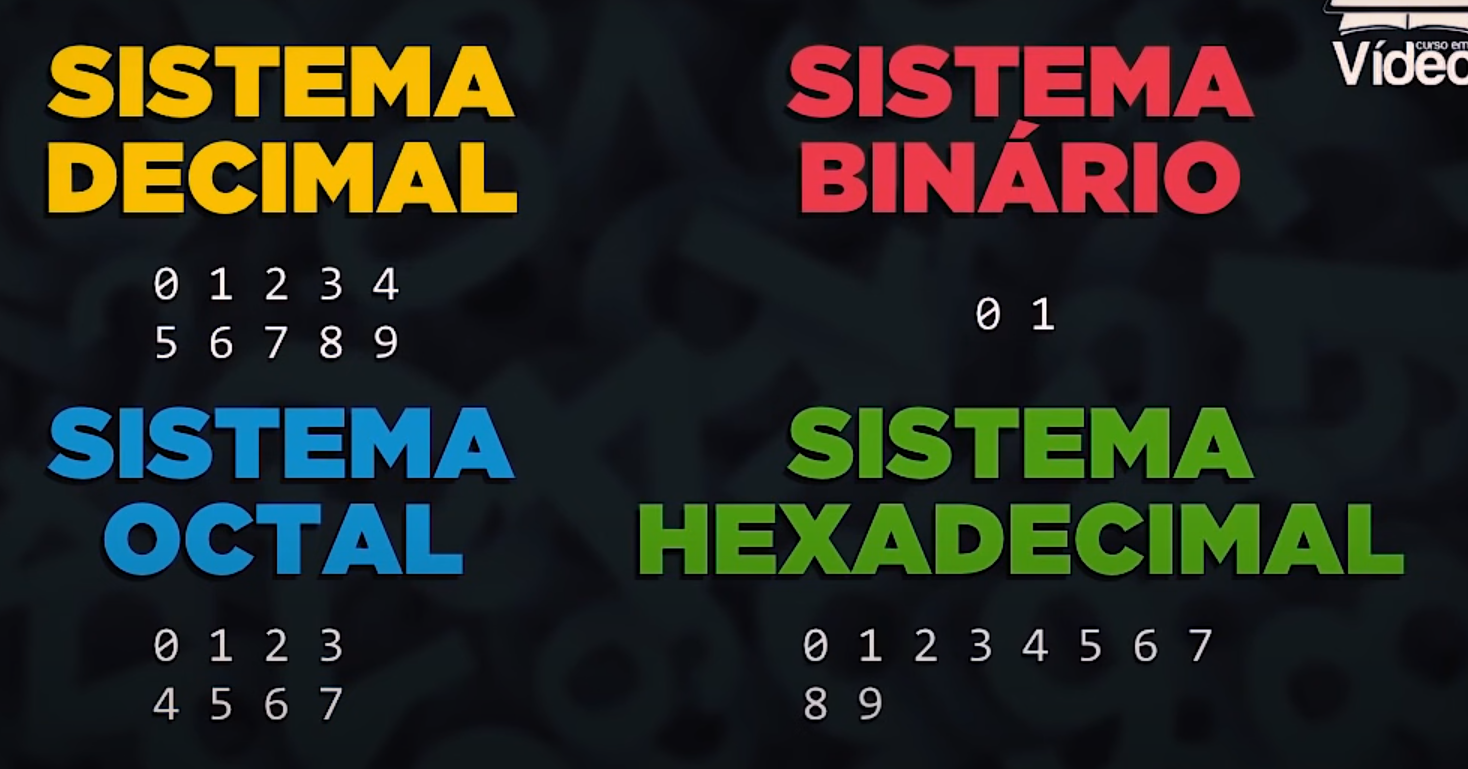 curso em
Vídeo
SISTEMA
DECIMAL
0 1 2 3 4
5 6 7 8 9
SISTEMA
BINÁRIO
0 1
SISTEMA
OCTAL
0 1 2 3
4 5 6 7
SISTEMA
HEXADECIMAL
0 1 2 3 4 5 6 7
8 9